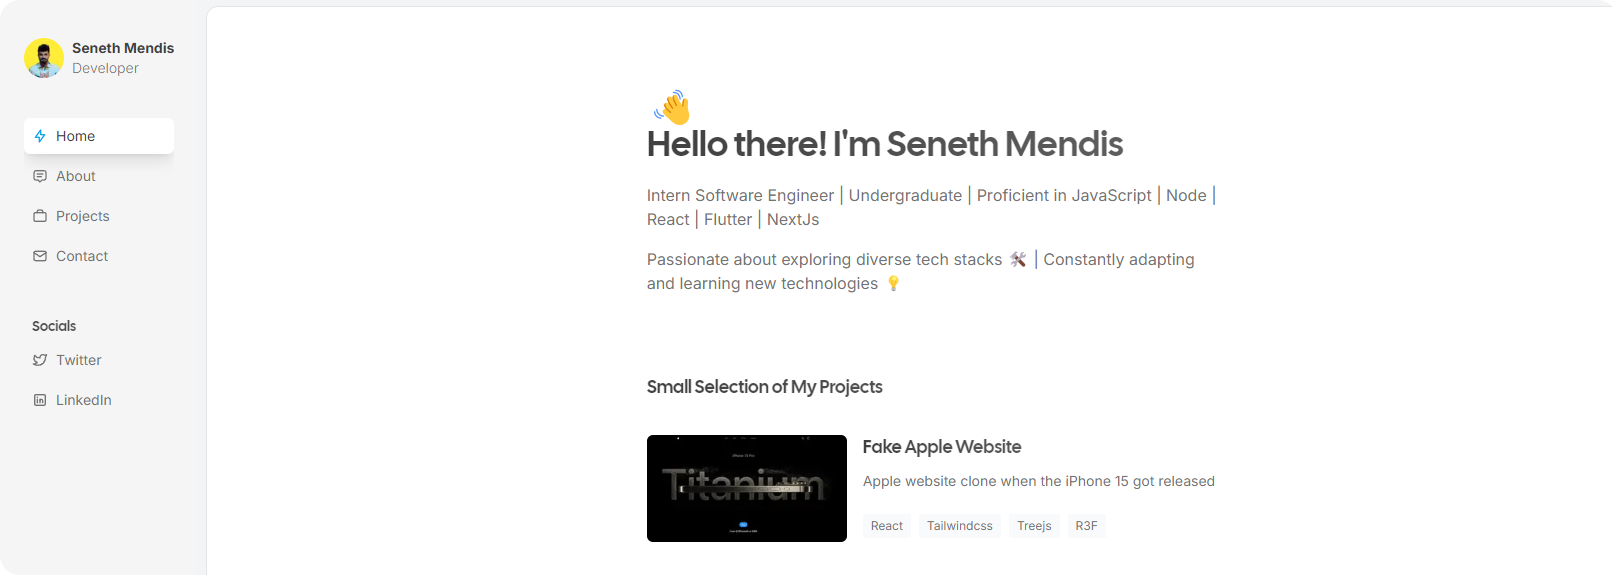 Seneth Mendis
Developer
Home
About
Projects
Contact
Socials
Twitter
LinkedIn
👋
Hello there! I'm Seneth Mendis
Intern Software Engineer | Undergraduate | Proficient in JavaScript | Node |
React | Flutter | NextJs
Passionate about exploring diverse tech stacks 🛠️ | Constantly adapting
and learning new technologies 💡
Small Selection of My Projects
iPhone 15 Pro
Titanium
Fake Apple Website
Apple website clone when the iPhone 15 got released
React Tailwindcss Treejs R3F